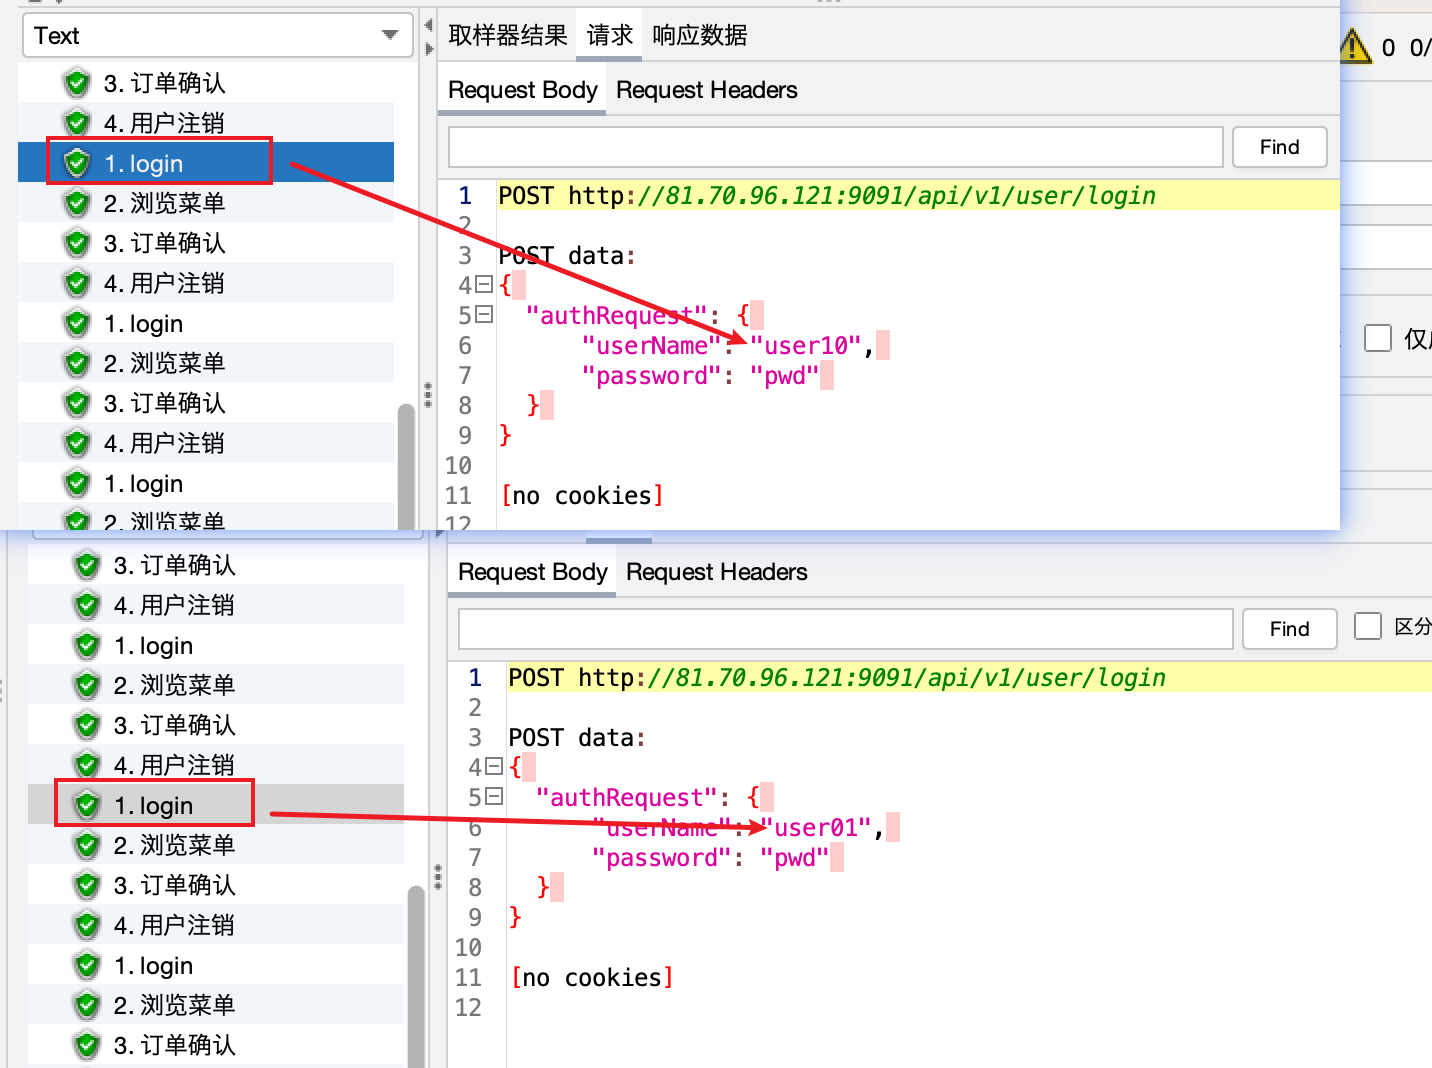 Text
取样器结果 请求 响应数据
0 0/
3. 订单确认
4. 用户注销
1. login
2. 浏览菜单
3. 订单确认
4. 用户注销
1. login
2. 浏览菜单
3. 订单确认
4. 用户注销
1. login
2. 浏览菜单
Request Body Request Headers
Find
1 POST http://81.70.96.121:9091/api/v1/user/login
2
3 POST data:
4 {
5 "authRequest": {
6 "userName": "user10",
7 "password": "pwd"
8 }
9 }
10
11 [no cookies]
12
仅
3. 订单确认
4. 用户注销
1. login
2. 浏览菜单
3. 订单确认
4. 用户注销
1. login
2. 浏览菜单
3. 订单确认
4. 用户注销
1. login
2. 浏览菜单
3. 订单确认
Request Body Request Headers
Find
区分
1 POST http://81.70.96.121:9091/api/v1/user/login
2
3 POST data:
4 {
5 "authRequest": {
6 "userName": "user01",
7 "password": "pwd"
8 }
9 }
10
11 [no cookies]
12